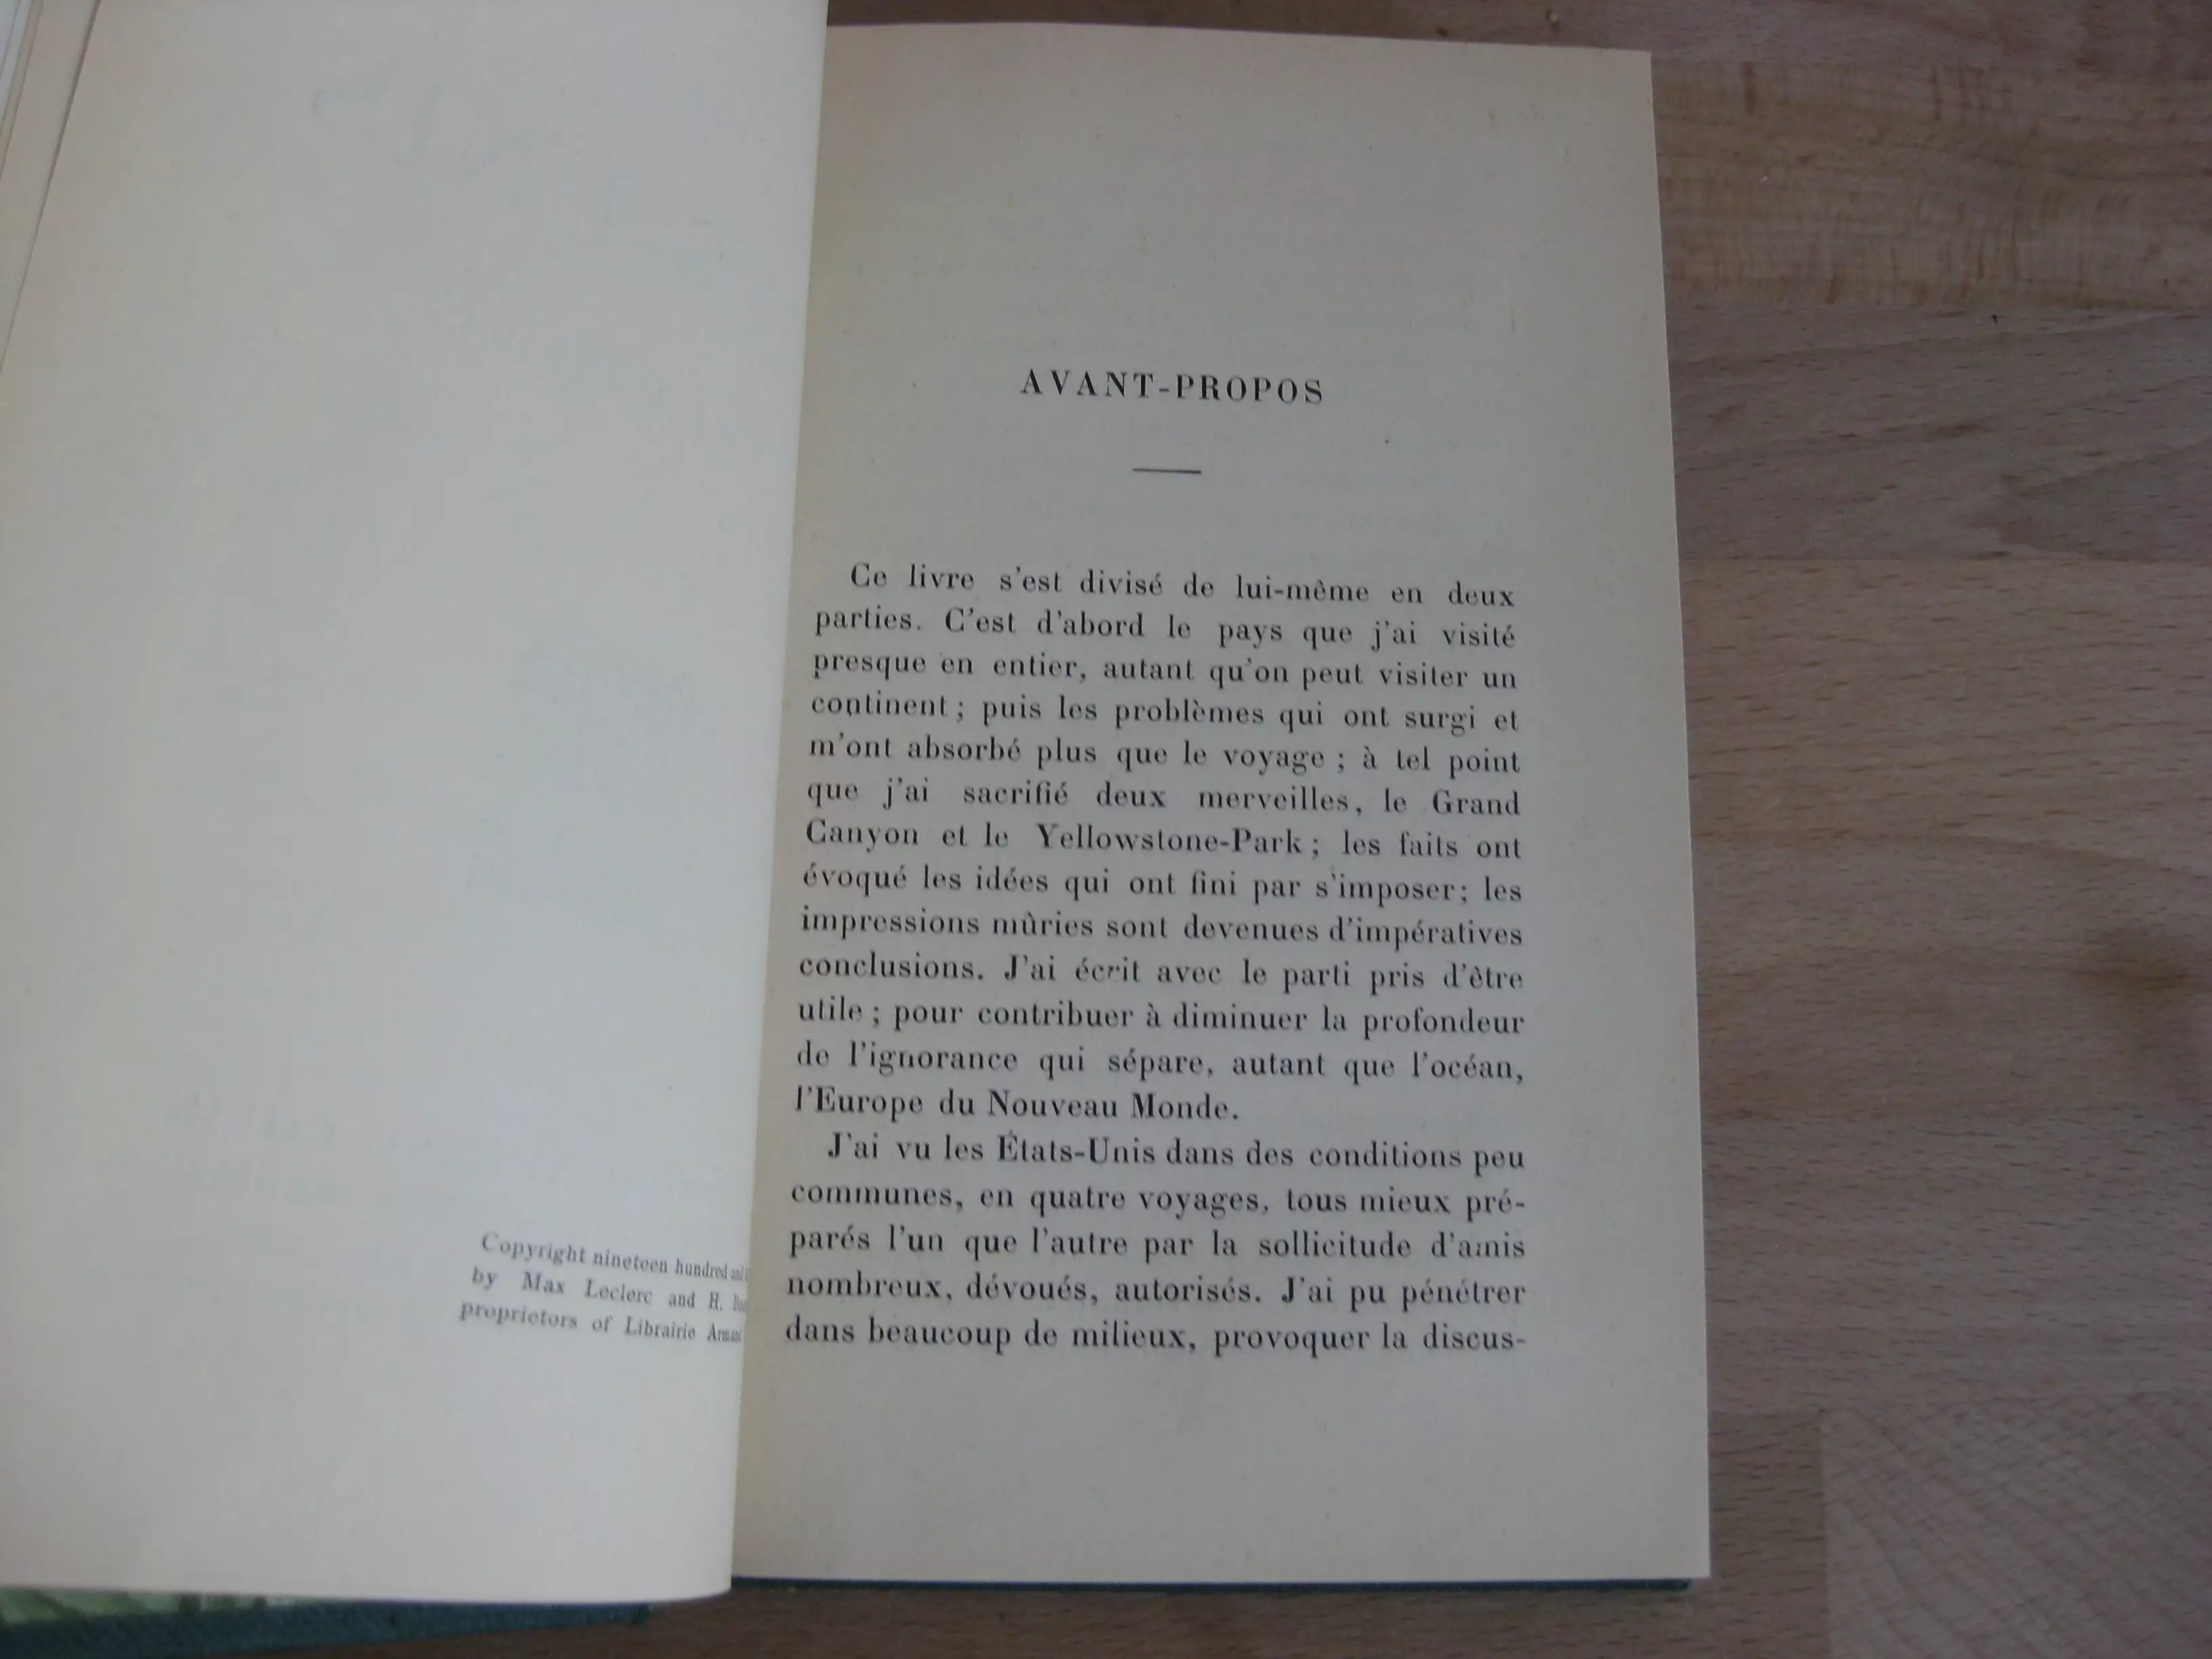 Copyright nineteen hundred and
by Max Leclerc and H.
proprietors of Librairie Armand
AVANT-PROPOS
Ce livre s'est divisé de lui-même en deux
parties. C'est d'abord le pays que j'ai visité
presque en entier, autant qu'on peut visiter un
continent ; puis les problèmes qui ont surgi et
m'ont absorbé plus que le voyage ; à tel point
que j'ai sacrifié deux merveilles, le Grand
Canyon et le Yellowstone-Park ; les faits ont
évoqué les idées qui ont fini par s'imposer ; les
impressions mûries sont devenues d'impératives
conclusions. J'ai écrit avec le parti pris d'être
utile ; pour contribuer à diminuer la profondeur
de l'ignorance qui sépare, autant que l'océan,
l'Europe du Nouveau Monde.
J'ai vu les États-Unis dans des conditions peu
communes, en quatre voyages, tous mieux pré-
parés l'un que l'autre par la sollicitude d'amis
nombreux, dévoués, autorisés. J'ai pu pénétrer
dans beaucoup de milieux, provoquer la discus-